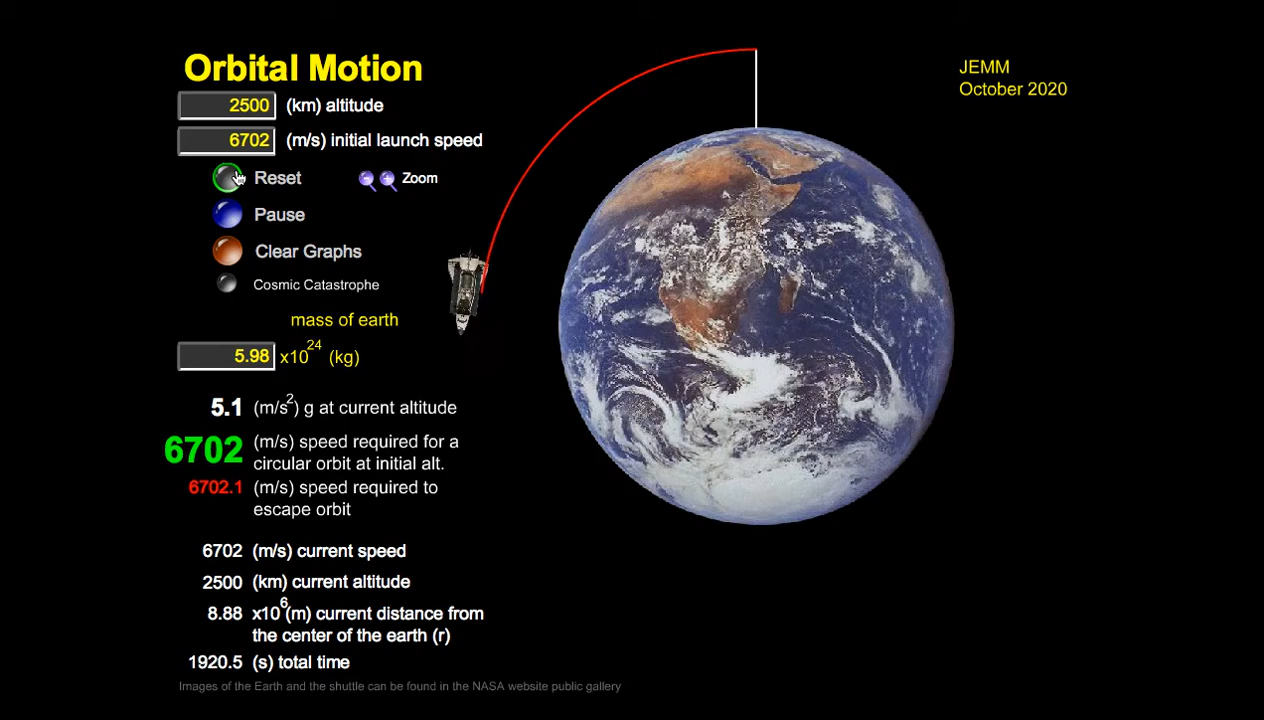 Orbital Motion
JEMM
October 2020
2500 (km) altitude
6702 (m/s) initial launch speed
Reset Zoom
Pause
Clear Graphs
Cosmic Catastrophe
mass of earth
5.98 x10 24 (kg)
5.1 (m/s2) g at current altitude
6702 (m/s) speed required for a
circular orbit at initial alt.
6702.1 (m/s) speed required to
escape orbit
6702 (m/s) current speed
2500 (km) current altitude
8.88 x10 6 (m) current distance from
the center of the earth (r)
1920.5 (s) total time
Images of the Earth and the shuttle can be found in the NASA website public gallery